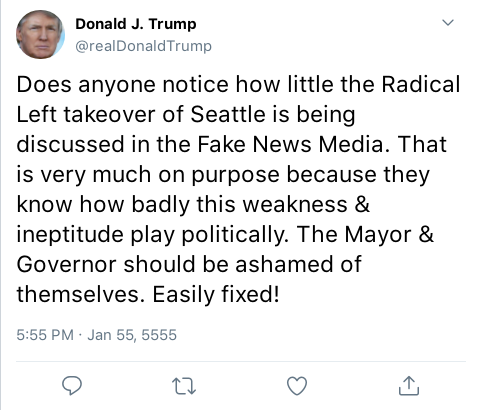 Donald J. Trump
@realDonaldTrump
Does anyone notice how little the Radical
Left takeover of Seattle is being
discussed in the Fake News Media. That
is very much on purpose because they
know how badly this weakness &
ineptitude play politically. The Mayor &
Governor should be ashamed of
themselves. Easily fixed!
5:55 PM · Jan 55, 5555